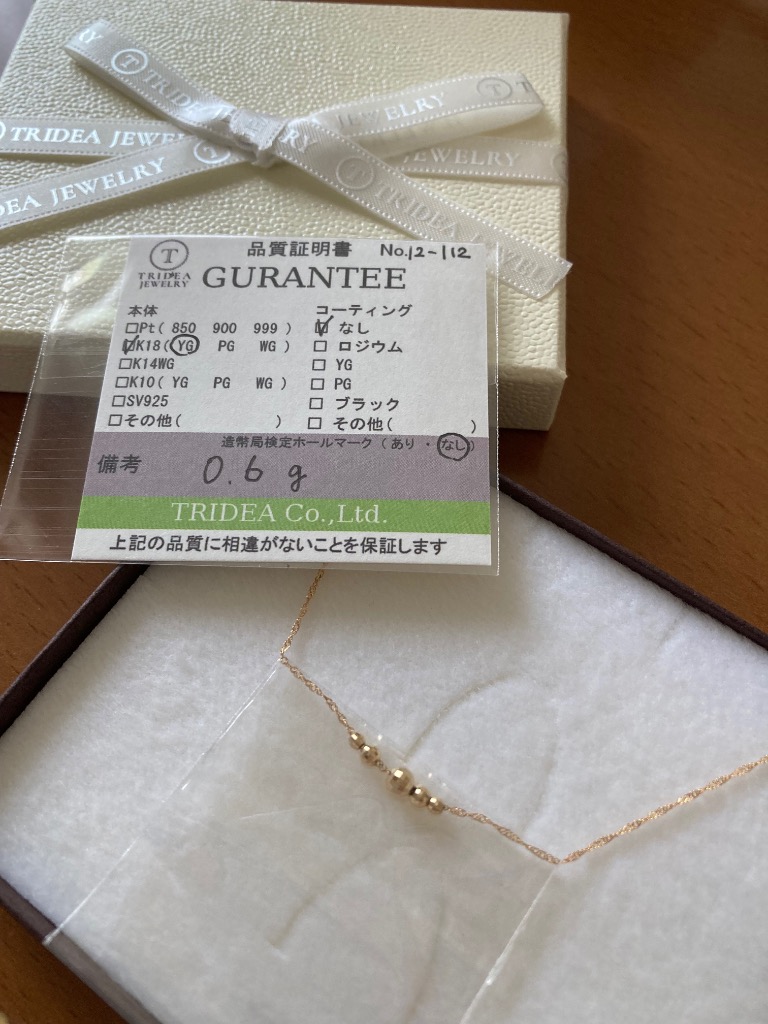 T TRIDEA JEWELRY
TRIDEA JEWELRY
DEA JEWELRY
JEWELRY
TRIDEA JEWEL
品質証明書 No.12-112
T
TRIDEA
JEWELRY
GURANTEE
本体
□Pt( 850 900 999 )
☑K18( YG PG WG )
□K14WG
□K10( YG PG WG )
□SV925
□その他( )
コーティング
☑ なし
□ ロジウム
□ YG
□ PG
□ ブラック
□ その他( )
造幣局検定ホールマーク ( あり ・ なし )
備考 0.6g
TRIDEA Co.,Ltd.
上記の品質に相違がないことを保証します